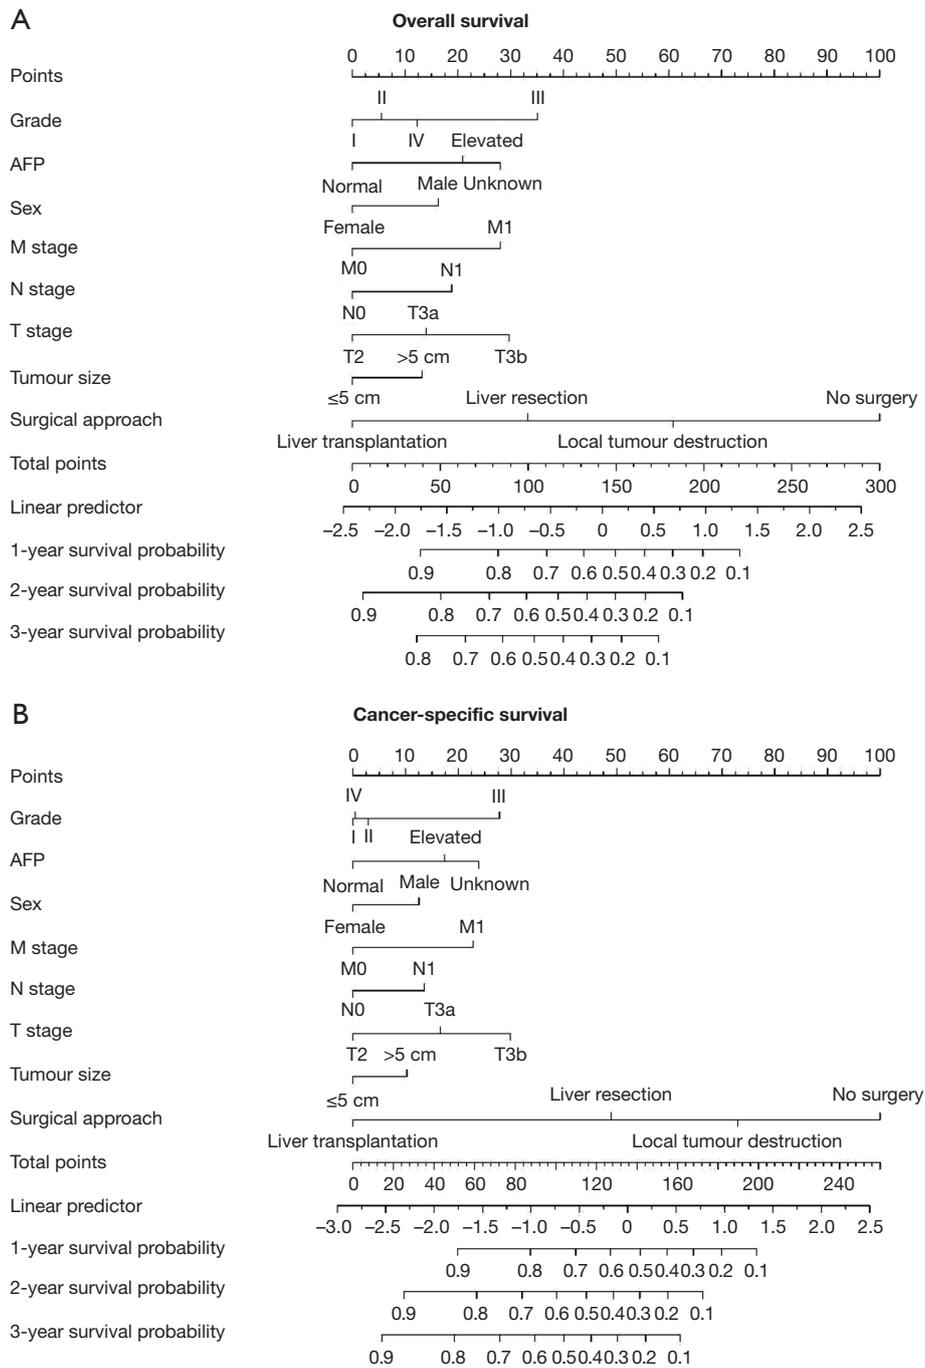 A
Overall survival
0 10 20 30 40 50 60 70 80 90 100
Points
II III
Grade
I IV Elevated
AFP
Normal Male Unknown
Sex
Female M1
M stage
M0 N1
N stage
N0 T3a
T stage
T2 >5 cm T3b
Tumour size
≤5 cm Liver resection No surgery
Surgical approach
Liver transplantation Local tumour destruction
Total points
0 50 100 150 200 250 300
Linear predictor
−2.5 −2.0 −1.5 −1.0 −0.5 0 0.5 1.0 1.5 2.0 2.5
1-year survival probability
0.9 0.8 0.7 0.6 0.5 0.4 0.3 0.2 0.1
2-year survival probability
0.9 0.8 0.7 0.6 0.5 0.4 0.3 0.2 0.1
3-year survival probability
0.8 0.7 0.6 0.5 0.4 0.3 0.2 0.1
B
Cancer-specific survival
0 10 20 30 40 50 60 70 80 90 100
Points
IV III
Grade
I II Elevated
AFP
Normal Male Unknown
Sex
Female M1
M stage
M0 N1
N stage
N0 T3a
T stage
T2 >5 cm T3b
Tumour size
≤5 cm Liver resection No surgery
Surgical approach
Liver transplantation Local tumour destruction
Total points
0 20 40 60 80 120 160 200 240
Linear predictor
−3.0 −2.5 −2.0 −1.5 −1.0 −0.5 0 0.5 1.0 1.5 2.0 2.5
1-year survival probability
0.9 0.8 0.7 0.6 0.5 0.4 0.3 0.2 0.1
2-year survival probability
0.9 0.8 0.7 0.6 0.5 0.4 0.3 0.2 0.1
3-year survival probability
0.9 0.8 0.7 0.6 0.5 0.4 0.3 0.2 0.1